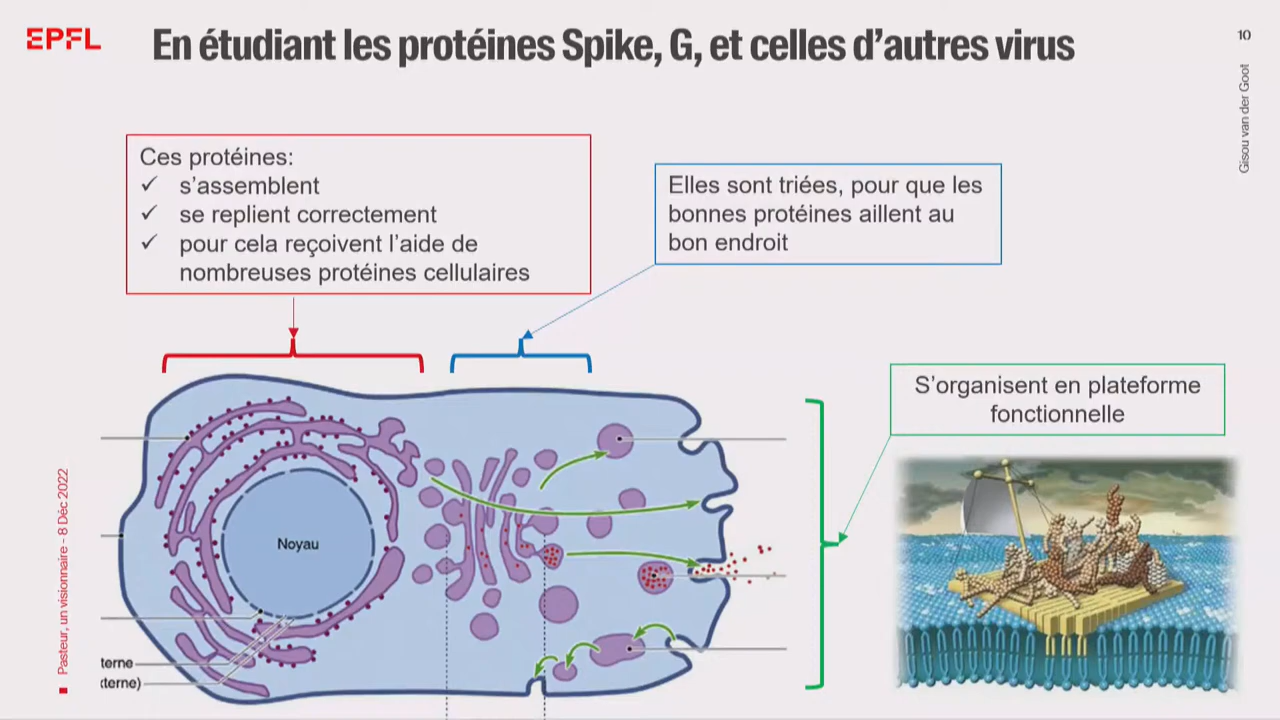 EPFL
En étudiant les protéines Spike, G, et celles d’autres virus
10
Gisou van der Goot
Ces protéines:
✓ s’assemblent
✓ se replient correctement
✓ pour cela reçoivent l’aide de
nombreuses protéines cellulaires
Elles sont triées, pour que les
bonnes protéines aillent au
bon endroit
S’organisent en plateforme
fonctionnelle
Noyau
terne
xterne)
Pasteur, un visionnaire - 8 Déc 2022